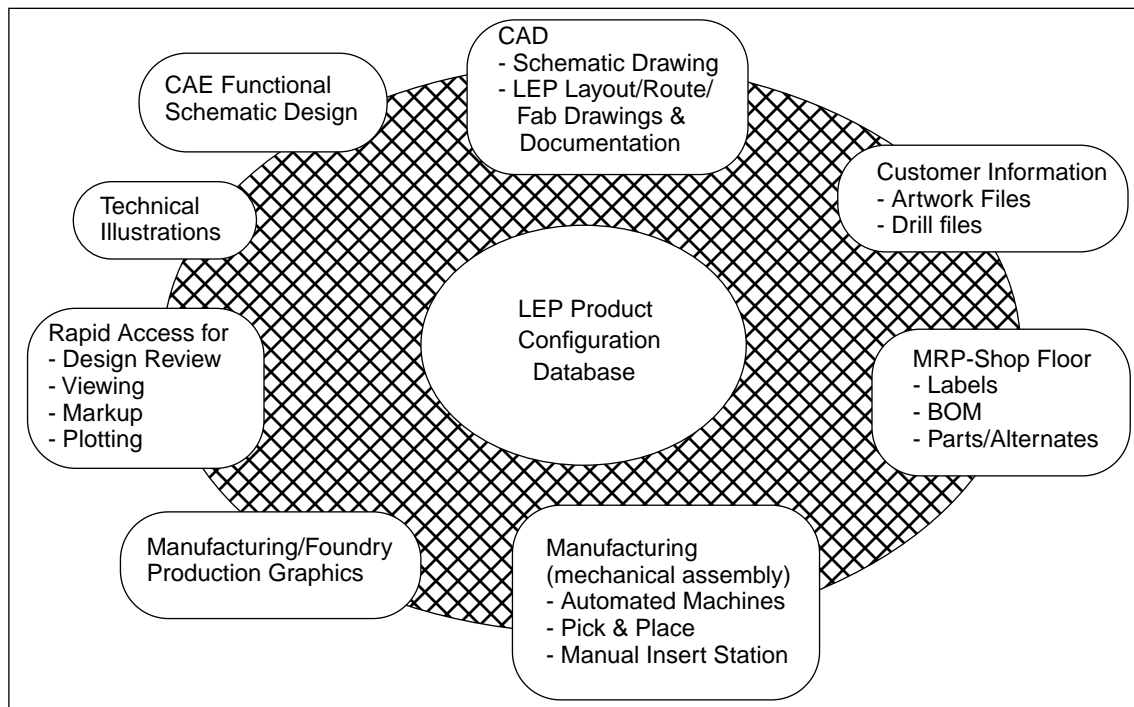 CAD
- Schematic Drawing
- LEP Layout/Route/
Fab Drawings &
Documentation
CAE Functional
Schematic Design
Customer Information
- Artwork Files
- Drill files
Technical
Illustrations
LEP Product
Configuration
Database
Rapid Access for
- Design Review
- Viewing
- Markup
- Plotting
MRP-Shop Floor
- Labels
- BOM
- Parts/Alternates
Manufacturing/Foundry
Production Graphics
Manufacturing
(mechanical assembly)
- Automated Machines
- Pick & Place
- Manual Insert Station